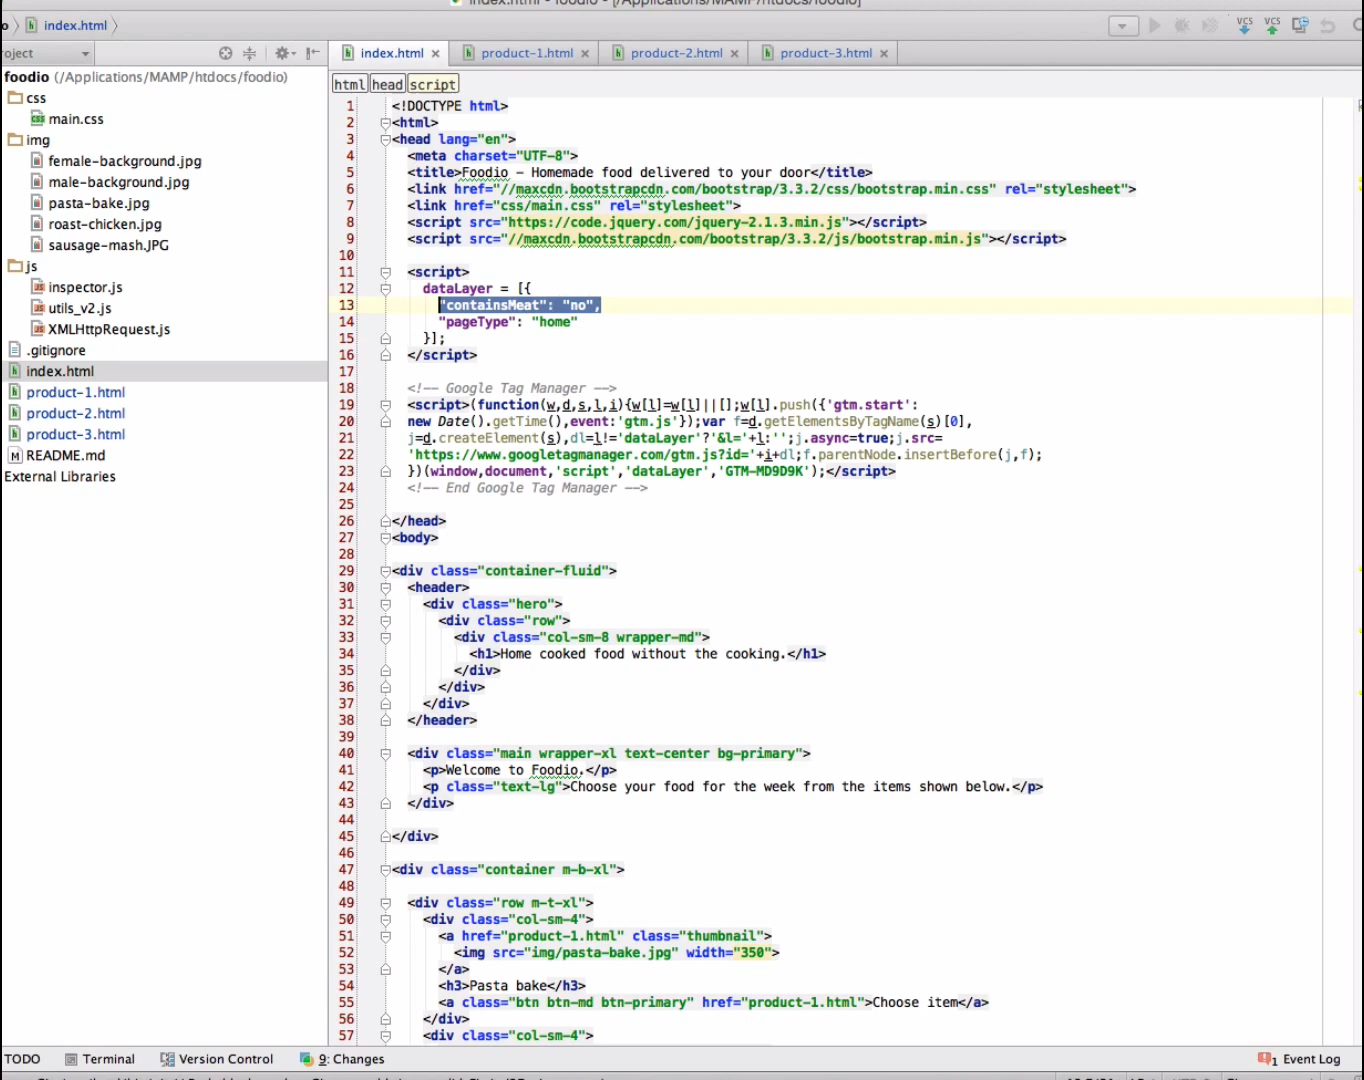 index.html - foodio - [/Applications/MAMP/htdocs/foodio]
index.html
VCS VCS
roject
index.html product-1.html product-2.html product-3.html
foodio (/Applications/MAMP/htdocs/foodio)
css
main.css
img
female-background.jpg
male-background.jpg
pasta-bake.jpg
roast-chicken.jpg
sausage-mash.JPG
js
inspector.js
utils_v2.js
XMLHttpRequest.js
.gitignore
index.html
product-1.html
product-2.html
product-3.html
README.md
External Libraries
html head script
1 <!DOCTYPE html>
2 <html>
3 <head lang="en">
4 <meta charset="UTF-8">
5 <title>Foodio - Homemade food delivered to your door</title>
6 <link href="//maxcdn.bootstrapcdn.com/bootstrap/3.3.2/css/bootstrap.min.css" rel="stylesheet">
7 <link href="css/main.css" rel="stylesheet">
8 <script src="https://code.jquery.com/jquery-2.1.3.min.js"></script>
9 <script src="//maxcdn.bootstrapcdn.com/bootstrap/3.3.2/js/bootstrap.min.js"></script>
10
11 <script>
12 dataLayer = [{
13 "containsMeat": "no",
14 "pageType": "home"
15 }];
16 </script>
17
18 <!-- Google Tag Manager -->
19 <script>(function(w,d,s,l,i){w[l]=w[l]||[];w[l].push({'gtm.start':
20 new Date().getTime(),event:'gtm.js'});var f=d.getElementsByTagName(s)[0],
21 j=d.createElement(s),dl=l!='dataLayer'?'&l='+l:'';j.async=true;j.src=
22 'https://www.googletagmanager.com/gtm.js?id='+i+dl;f.parentNode.insertBefore(j,f);
23 })(window,document,'script','dataLayer','GTM-MD9D9K');</script>
24 <!-- End Google Tag Manager -->
25
26 </head>
27 <body>
28
29 <div class="container-fluid">
30 <header>
31 <div class="hero">
32 <div class="row">
33 <div class="col-sm-8 wrapper-md">
34 <h1>Home cooked food without the cooking.</h1>
35 </div>
36 </div>
37 </div>
38 </header>
39
40 <div class="main wrapper-xl text-center bg-primary">
41 <p>Welcome to Foodio.</p>
42 <p class="text-lg">Choose your food for the week from the items shown below.</p>
43 </div>
44
45 </div>
46
47 <div class="container m-b-xl">
48
49 <div class="row m-t-xl">
50 <div class="col-sm-4">
51 <a href="product-1.html" class="thumbnail">
52 <img src="img/pasta-bake.jpg" width="350">
53 </a>
54 <h3>Pasta bake</h3>
55 <a class="btn btn-md btn-primary" href="product-1.html">Choose item</a>
56 </div>
57 <div class="col-sm-4">
TODO Terminal Version Control 9: Changes 1 Event Log